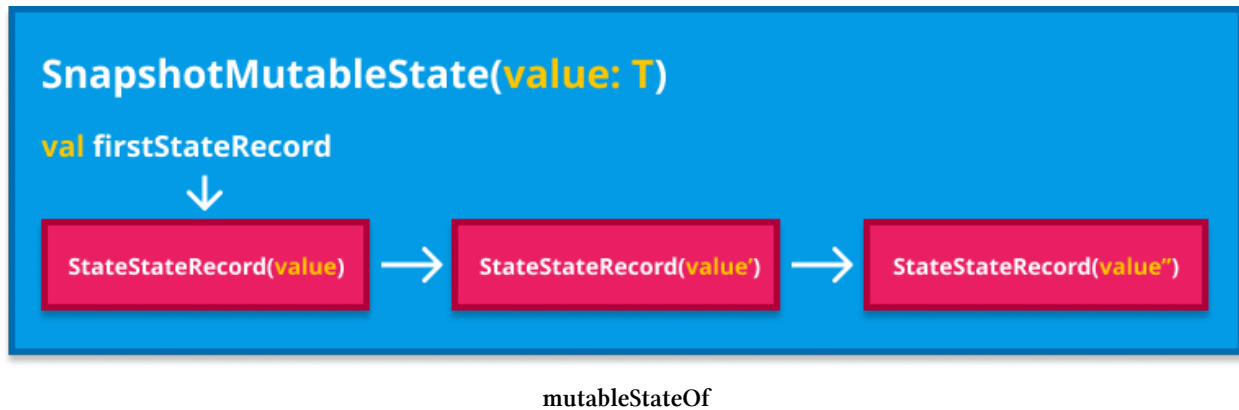 SnapshotMutableState(value: T)
val firstStateRecord
StateStateRecord(value) StateStateRecord(value’) StateStateRecord(value”)
mutableStateOf